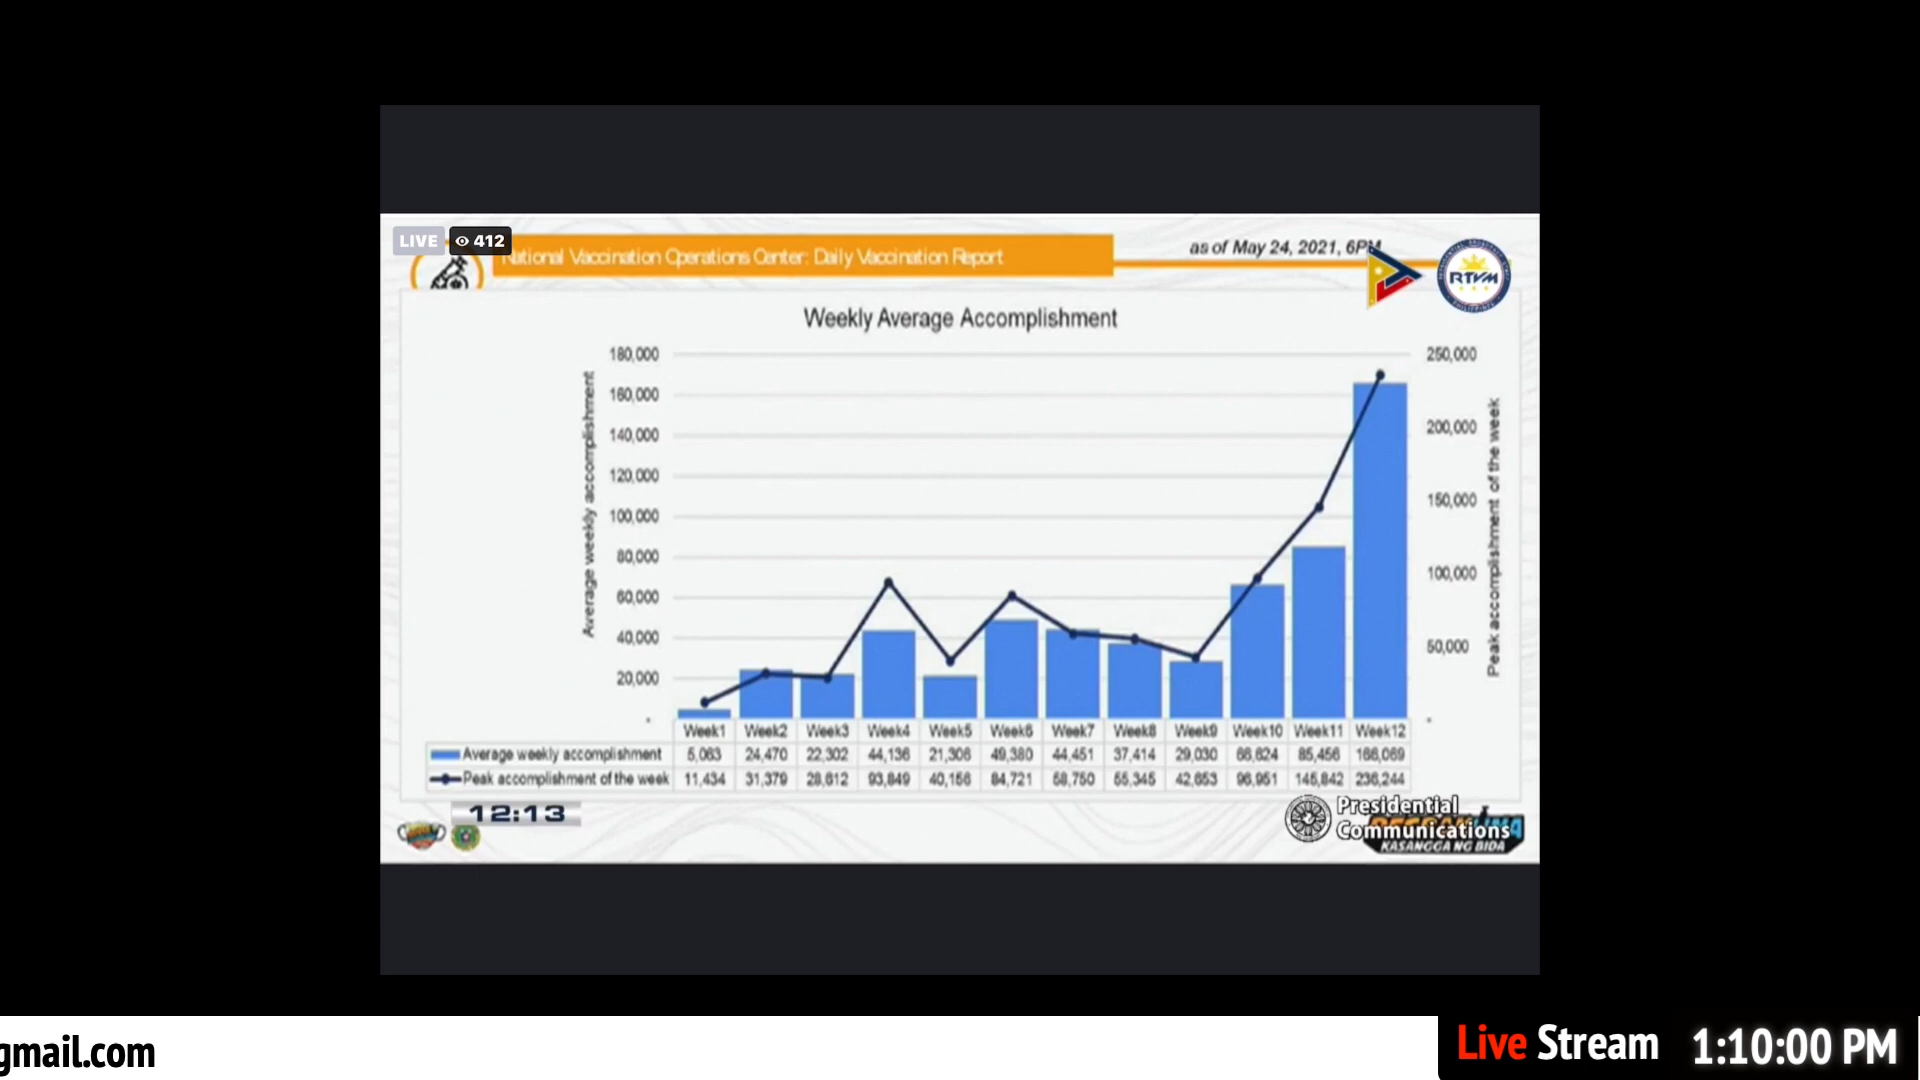 LIVE 412
National Vaccination Operations Center: Daily Vaccination Report
as of May 24, 2021, 6PM
RTVM
Weekly Average Accomplishment
Average weekly accomplishment
180,000
160,000
140,000
120,000
100,000
80,000
60,000
40,000
20,000
-
250,000
200,000
150,000
100,000
50,000
-
Peak accomplishment of the week
Week1 Week2 Week3 Week4 Week5 Week6 Week7 Week8 Week9 Week10 Week11 Week12
Average weekly accomplishment 5,063 24,470 22,302 44,136 21,306 49,380 44,451 37,414 29,030 66,624 85,456 166,069
Peak accomplishment of the week 11,434 31,379 28,612 93,849 40,156 84,721 58,750 55,345 42,653 96,951 145,842 236,244
12:13
Presidential
Communications
KASANGGA NG BIDA
gmail.com
Live Stream 1:10:00 PM